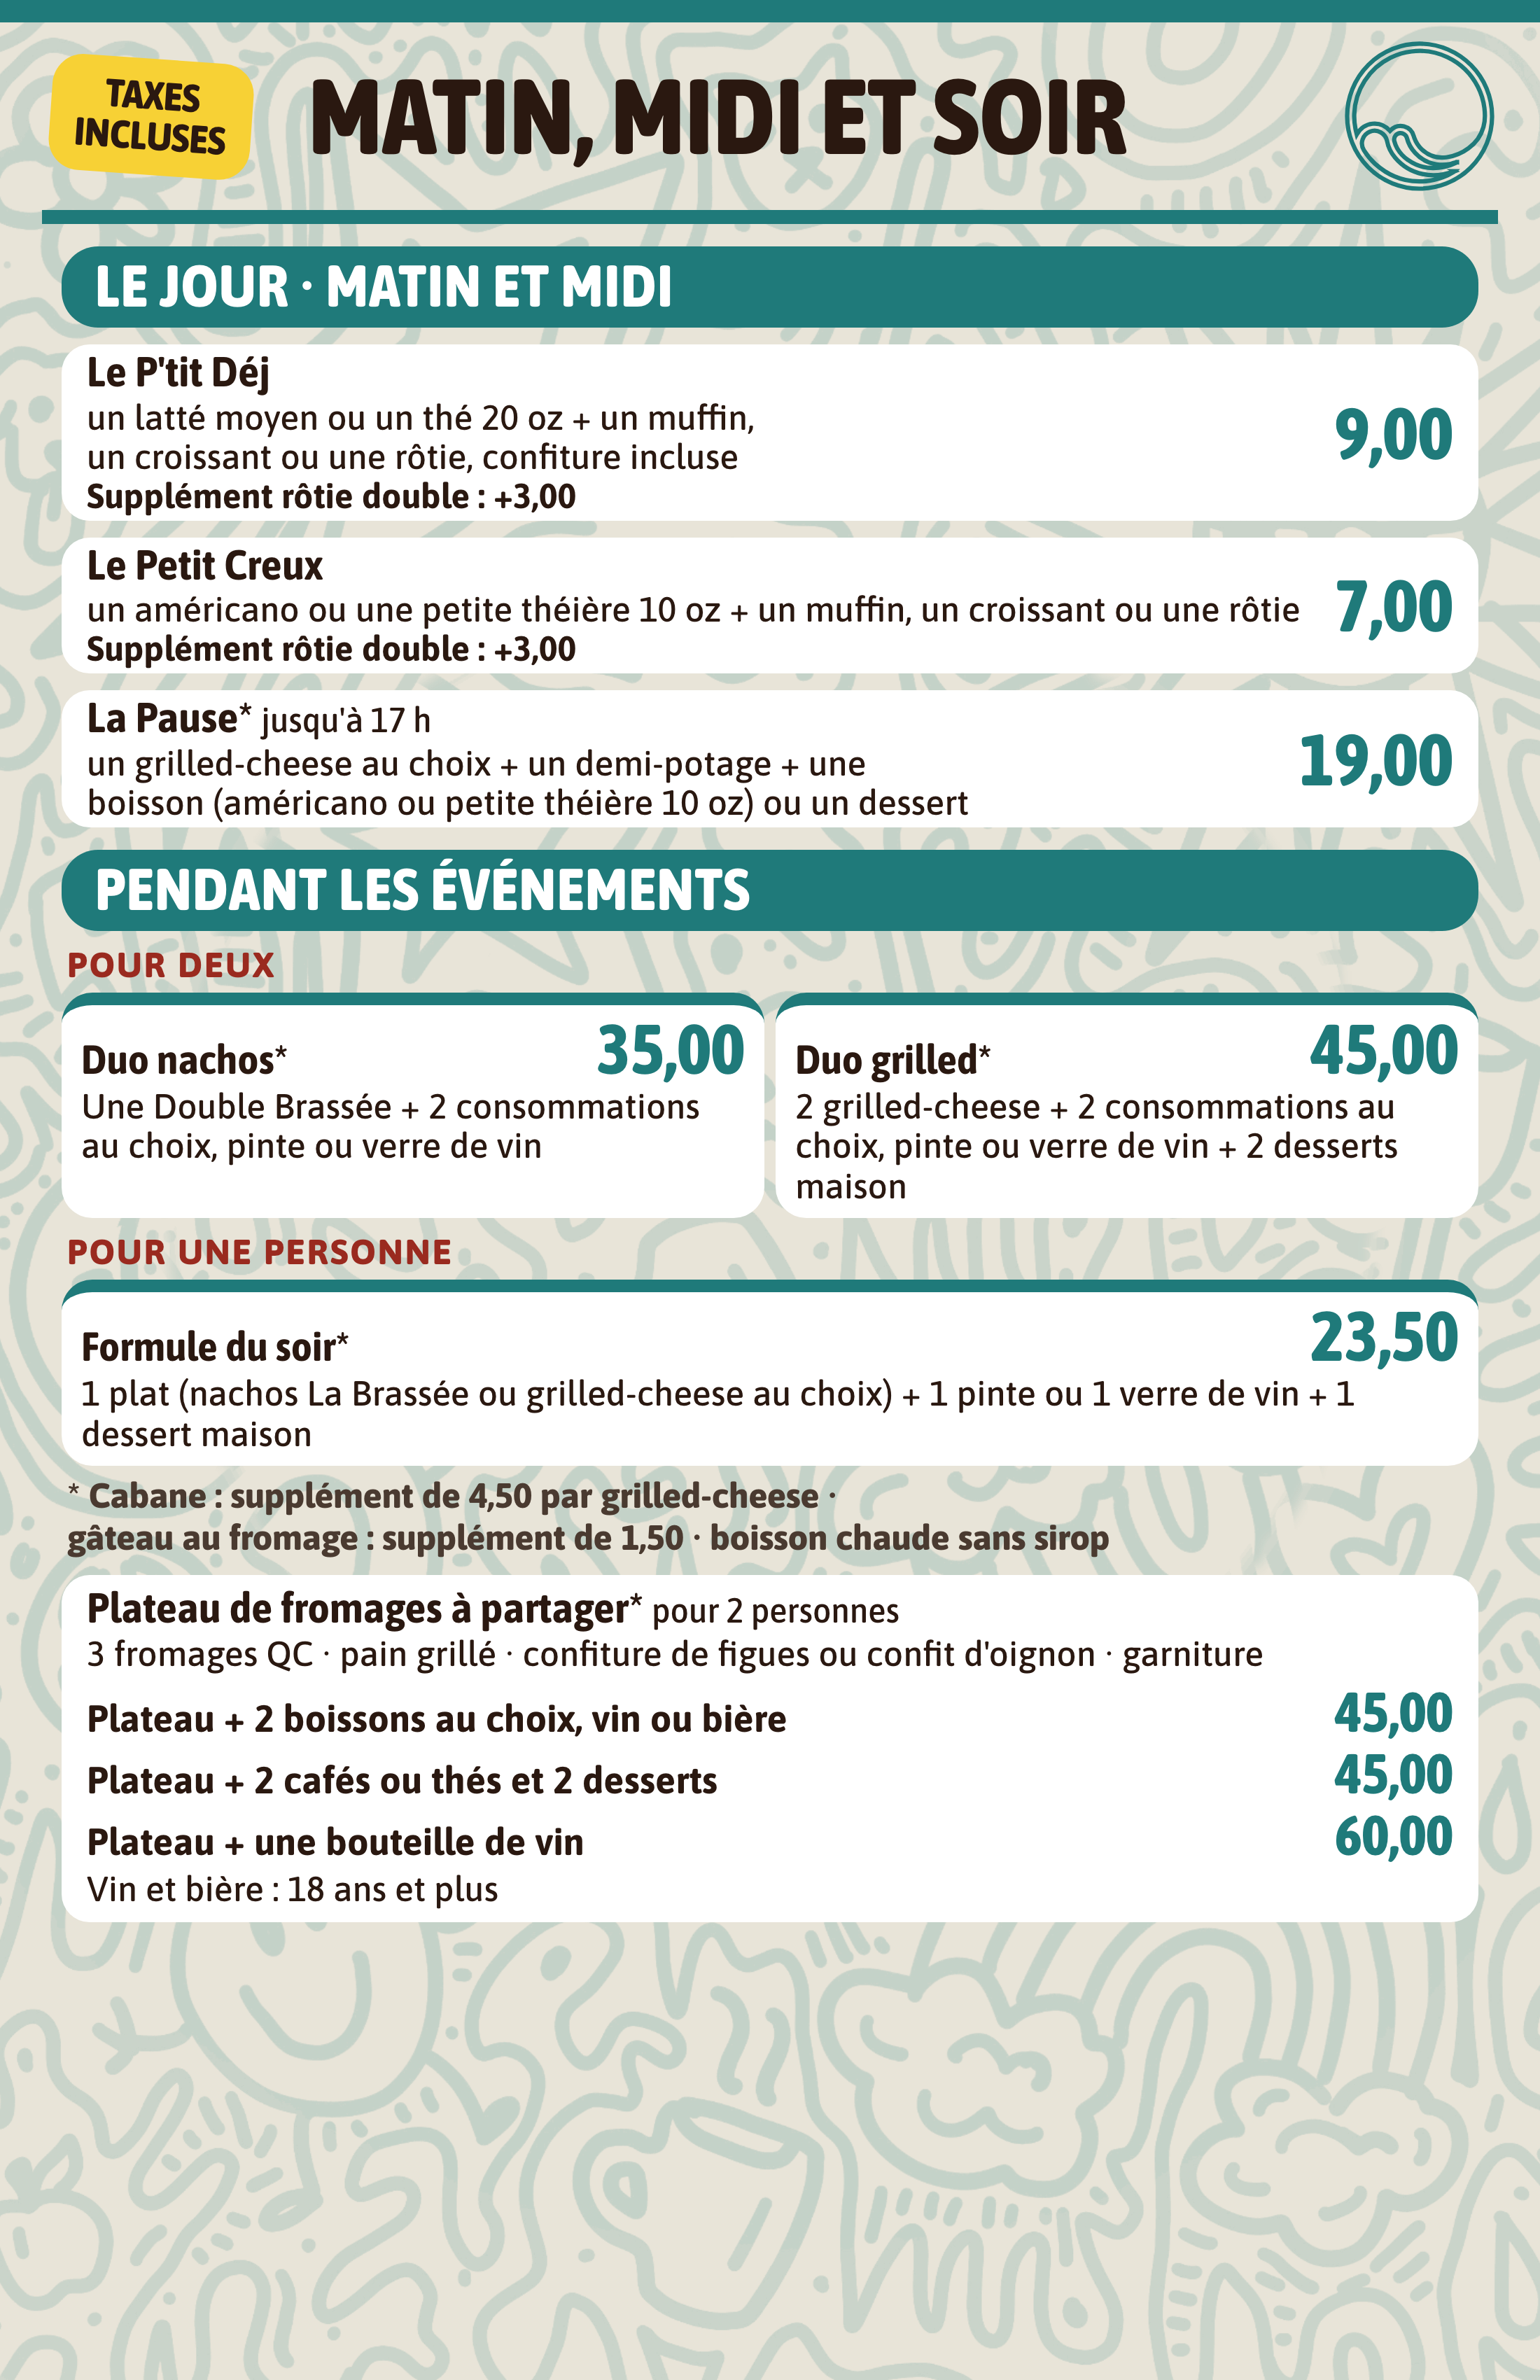 TAXES
INCLUSES
MATIN, MIDI ET SOIR
LE JOUR · MATIN ET MIDI
Le P'tit Déj
un latté moyen ou un thé 20 oz + un muffin,
un croissant ou une rôtie, confiture incluse
Supplément rôtie double : +3,00
9,00
Le Petit Creux
un américano ou une petite théière 10 oz + un muffin, un croissant ou une rôtie
Supplément rôtie double : +3,00
7,00
La Pause* jusqu'à 17 h
un grilled-cheese au choix + un demi-potage + une
boisson (américano ou petite théière 10 oz) ou un dessert
19,00
PENDANT LES ÉVÉNEMENTS
POUR DEUX
Duo nachos* 35,00
Une Double Brassée + 2 consommations
au choix, pinte ou verre de vin
Duo grilled* 45,00
2 grilled-cheese + 2 consommations au
choix, pinte ou verre de vin + 2 desserts
maison
POUR UNE PERSONNE
Formule du soir* 23,50
1 plat (nachos La Brassée ou grilled-cheese au choix) + 1 pinte ou 1 verre de vin + 1
dessert maison
* Cabane : supplément de 4,50 par grilled-cheese ·
gâteau au fromage : supplément de 1,50 · boisson chaude sans sirop
Plateau de fromages à partager* pour 2 personnes
3 fromages QC · pain grillé · confiture de figues ou confit d'oignon · garniture
Plateau + 2 boissons au choix, vin ou bière 45,00
Plateau + 2 cafés ou thés et 2 desserts 45,00
Plateau + une bouteille de vin 60,00
Vin et bière : 18 ans et plus